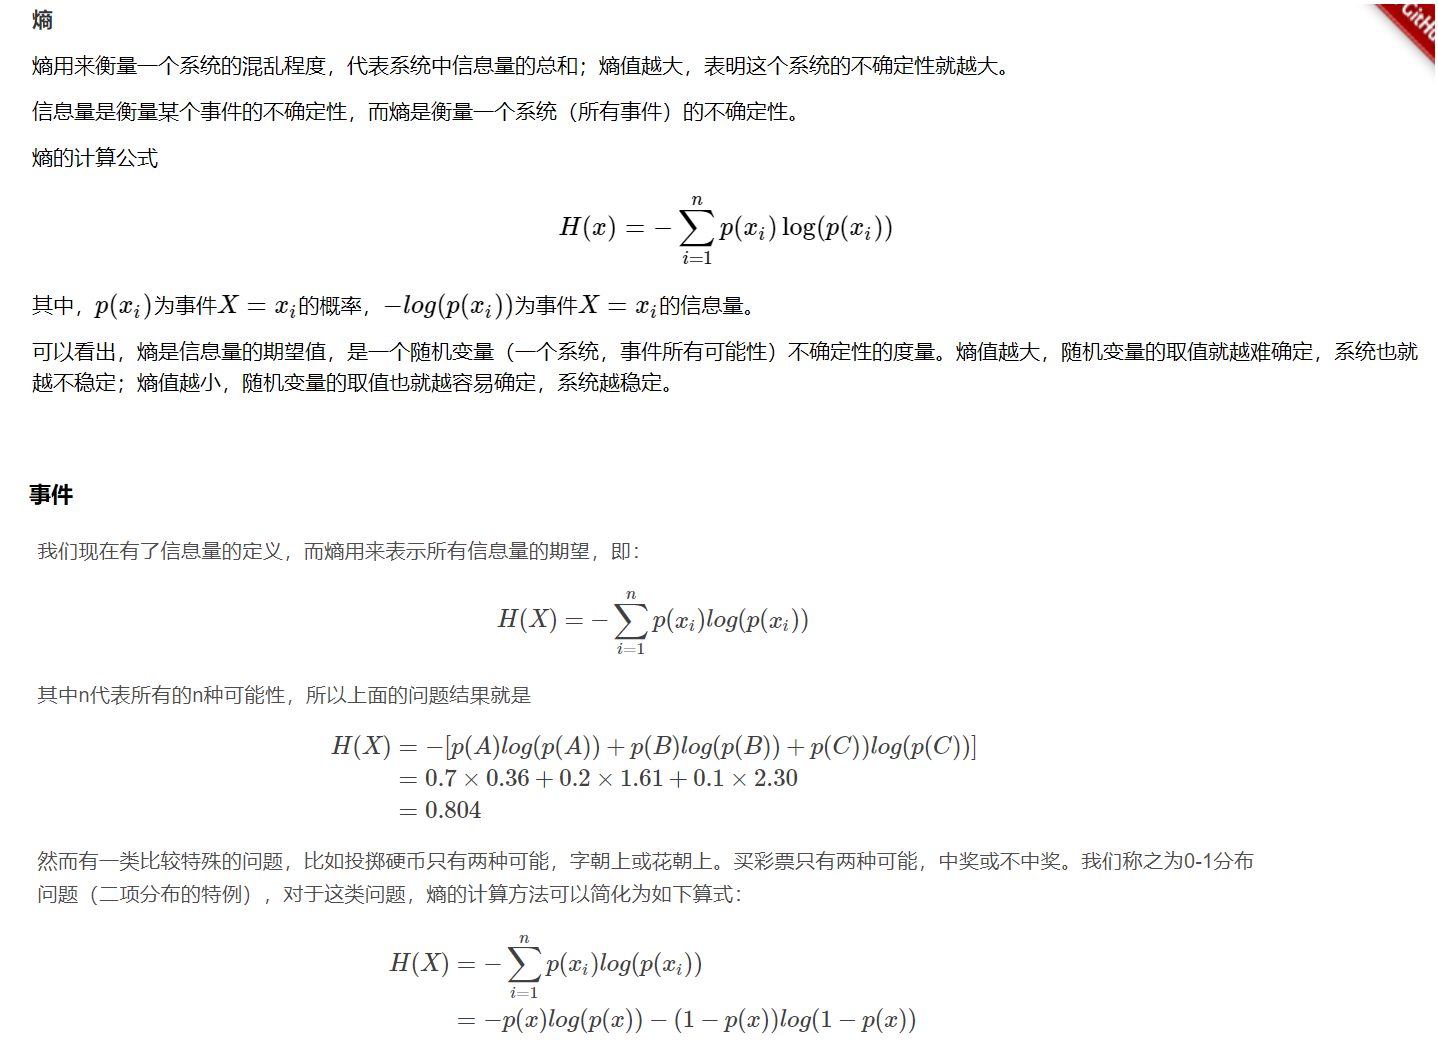 熵
GitHu
熵用来衡量一个系统的混乱程度，代表系统中信息量的总和；熵值越大，表明这个系统的不确定性就越大。
信息量是衡量某个事件的不确定性，而熵是衡量一个系统（所有事件）的不确定性。
熵的计算公式
H(x) = −∑_{i=1}^{n} p(x_i) log(p(x_i))
其中，p(x_i)为事件X = x_i的概率，−log(p(x_i))为事件X = x_i的信息量。
可以看出，熵是信息量的期望值，是一个随机变量（一个系统，事件所有可能性）不确定性的度量。熵值越大，随机变量的取值就越难确定，系统也就
越不稳定；熵值越小，随机变量的取值也就越容易确定，系统越稳定。
事件
我们现在有了信息量的定义，而熵用来表示所有信息量的期望，即：
H(X) = −∑_{i=1}^{n} p(x_i)log(p(x_i))
其中n代表所有的n种可能性，所以上面的问题结果就是
H(X) = −[p(A)log(p(A)) + p(B)log(p(B)) + p(C))log(p(C))]
= 0.7 × 0.36 + 0.2 × 1.61 + 0.1 × 2.30
= 0.804
然而有一类比较特殊的问题，比如投掷硬币只有两种可能，字朝上或花朝上。买彩票只有两种可能，中奖或不中奖。我们称之为0-1分布
问题（二项分布的特例），对于这类问题，熵的计算方法可以简化为如下算式：
H(X) = −∑_{i=1}^{n} p(x_i)log(p(x_i))
= −p(x)log(p(x)) − (1 − p(x))log(1 − p(x))